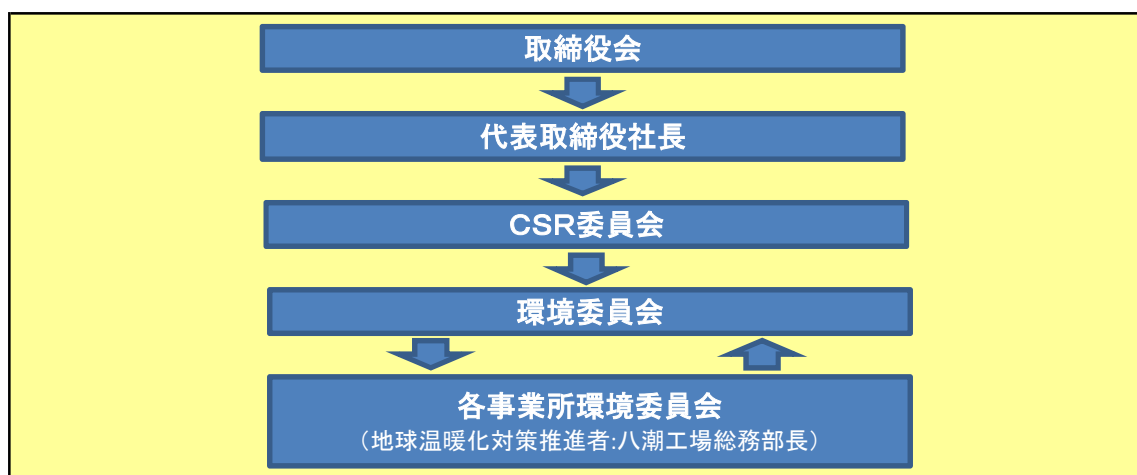 取締役会
代表取締役社長
CSR委員会
環境委員会
各事業所環境委員会
（地球温暖化対策推進者:八潮工場総務部長）